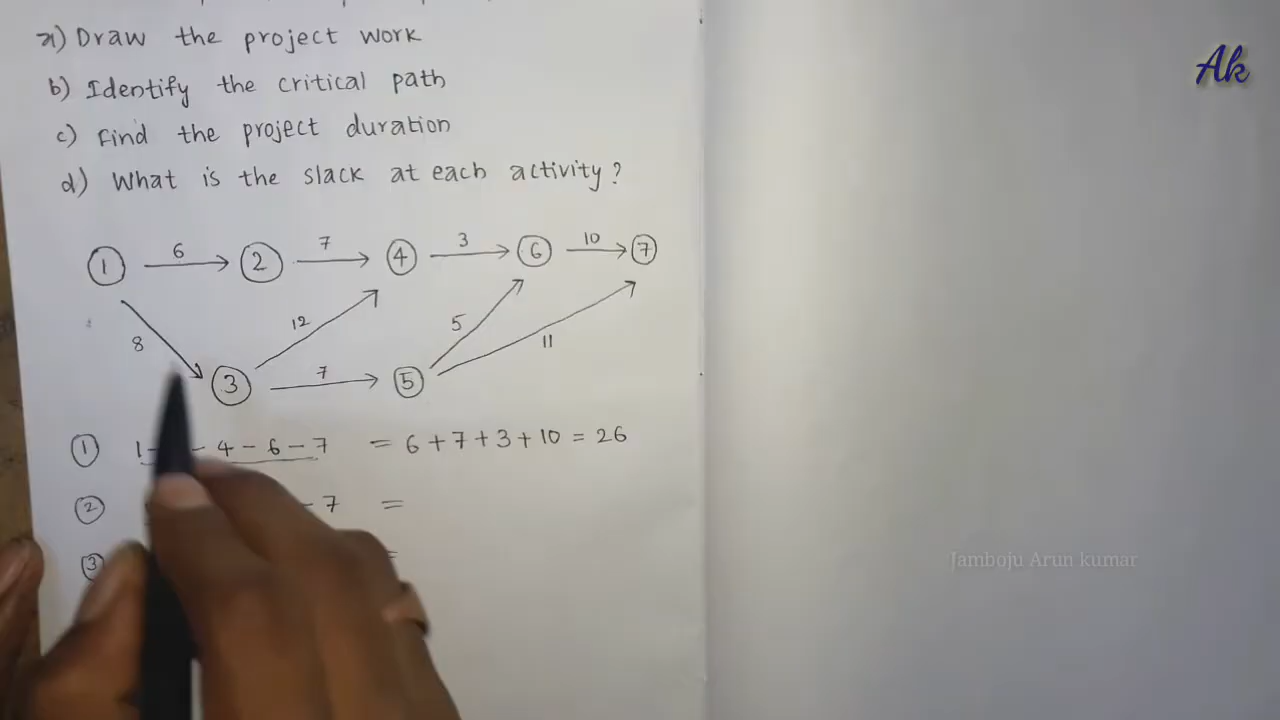 a) Draw the project work
b) Identify the critical path
c) Find the project duration
d) What is the slack at each activity?
1 6 2 7 4 3 6 10 7
8 12 5 11
3 7 5
1 1 - 4 - 6 - 7 = 6 + 7 + 3 + 10 = 26
2 - 7 =
3 =
Ak
Jamboju Arun kumar